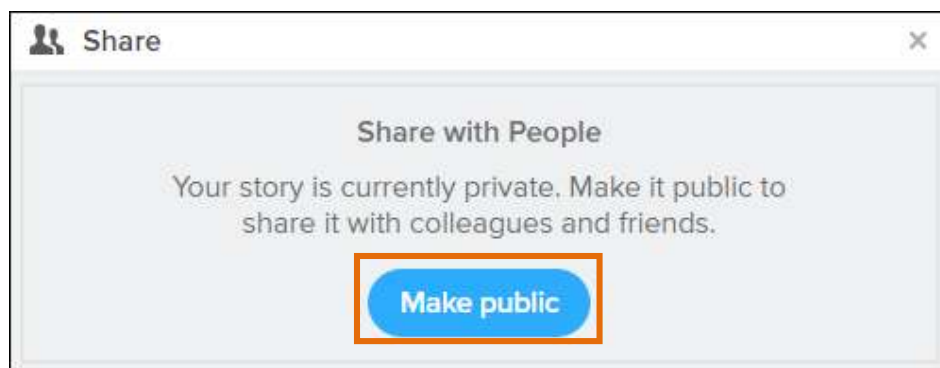 Share
Share with People
Your story is currently private. Make it public to
share it with colleagues and friends.
Make public